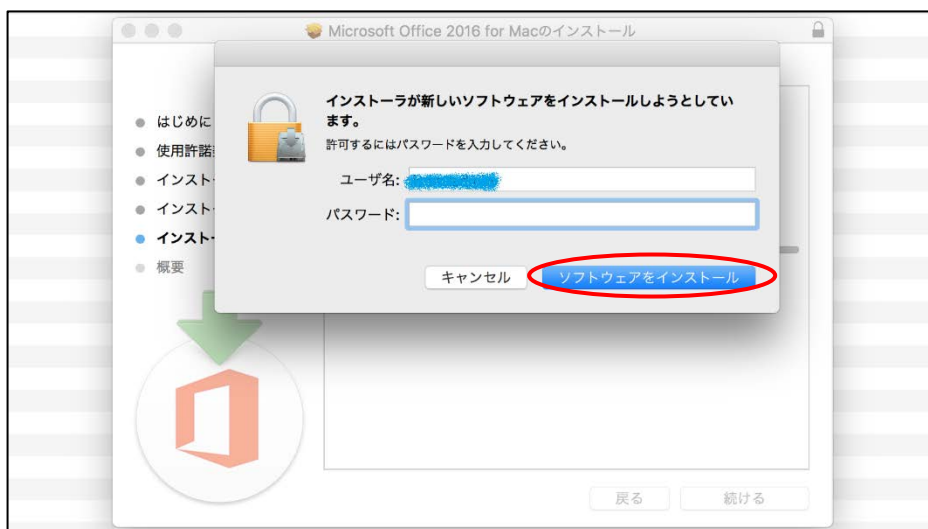 Microsoft Office 2016 for Macのインストール
インストーラが新しいソフトウェアをインストールしようとしてい
ます。
許可するにはパスワードを入力してください。
ユーザ名:
パスワード:
キャンセル
ソフトウェアをインストール
はじめに
使用許諾
インスト
インスト
インスト
概要
戻る
続ける